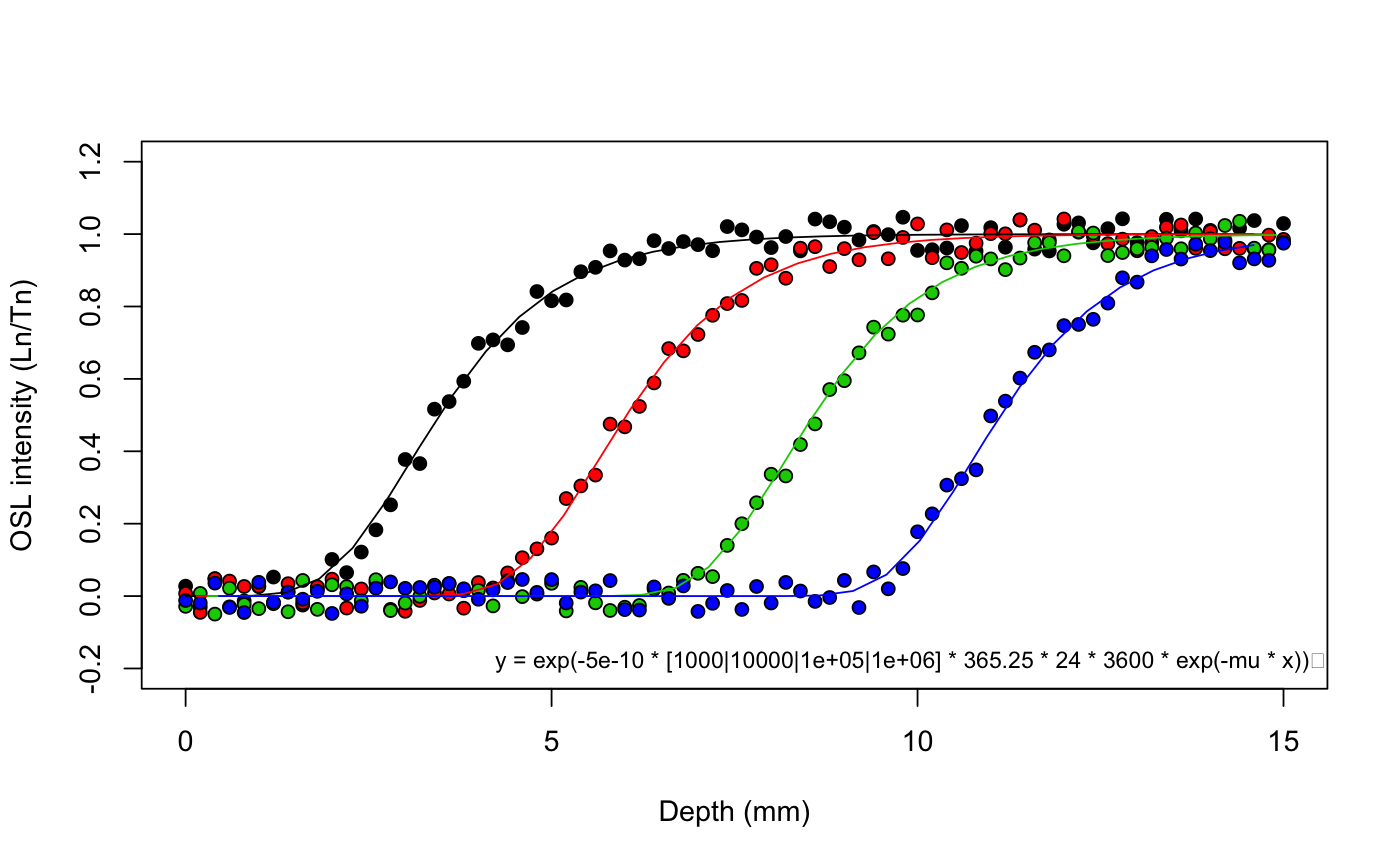 1.2
1.0
0.8
0.6
0.4
0.2
0.0
-0.2
OSL intensity (Ln/Tn)
y = exp(-5e-10 * [1000|10000|1e+05|1e+06] * 365.25 * 24 * 3600 * exp(-mu * x))
0 5 10 15
Depth (mm)